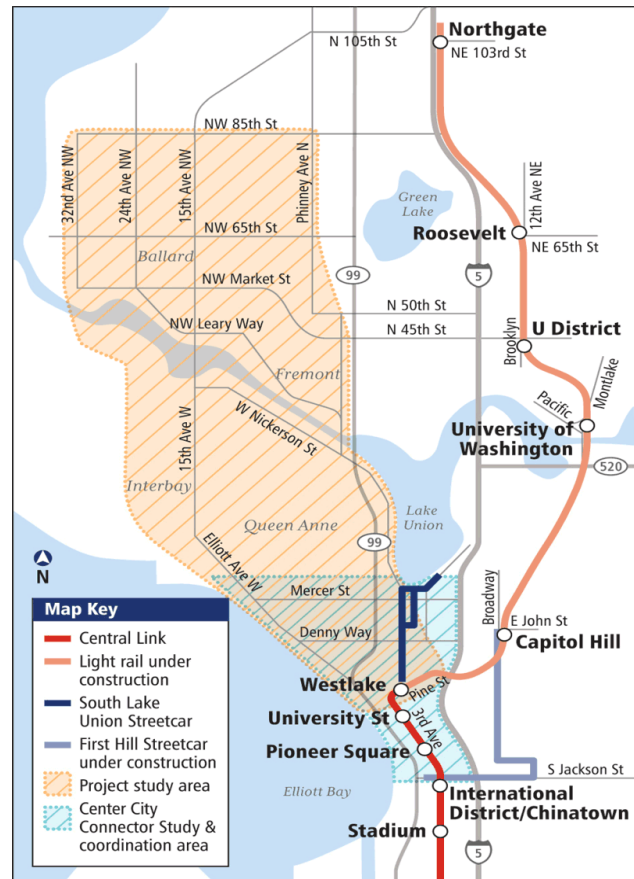 Northgate
N 105th St
NE 103rd St
NW 85th St
32nd Ave NW
24th Ave NW
15th Ave NW
Phinney Ave N
Green
Lake
12th Ave NE
Roosevelt
NW 65th St
NE 65th St
Ballard
99
5
NW Market St
N 50th St
NW Leary Way
N 45th St
U District
Brooklyn
Fremont
Montlake
Pacific
W Nickerson St
University of
Washington
15th Ave W
520
Interbay
Queen Anne
Lake
Union
99
Elliott Ave W
N
Mercer St
Broadway
E John St
Denny Way
Capitol Hill
Westlake
Pine St
University St
3rd Ave
Pioneer Square
S Jackson St
Elliott Bay
International
District/Chinatown
Stadium
5
Map Key
Central Link
Light rail under
construction
South Lake
Union Streetcar
First Hill Streetcar
under construction
Project study area
Center City
Connector Study &
coordination area